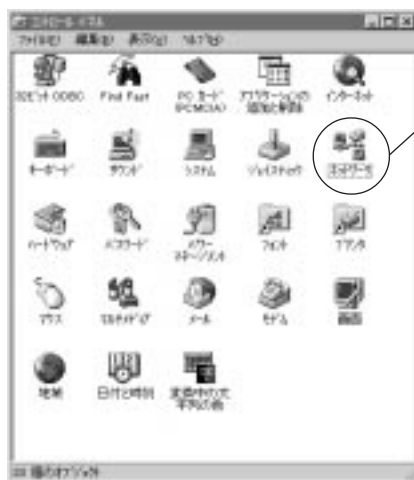 コントロール パネル
ファイル(F) 編集(E) 表示(V) ヘルプ(H)
32ビット ODBC Find Fast PC カード (PCMCIA) アプリケーションの追加と削除 インターネット
キーボード サウンド システム ジョイスティック ネットワーク
ハードウェア パスワード パワー マネージメント フォント プリンタ
マウス マルチメディア メール モデム 画面
地域 日付と時刻 変換中の文字列の色
個のオブジェクト